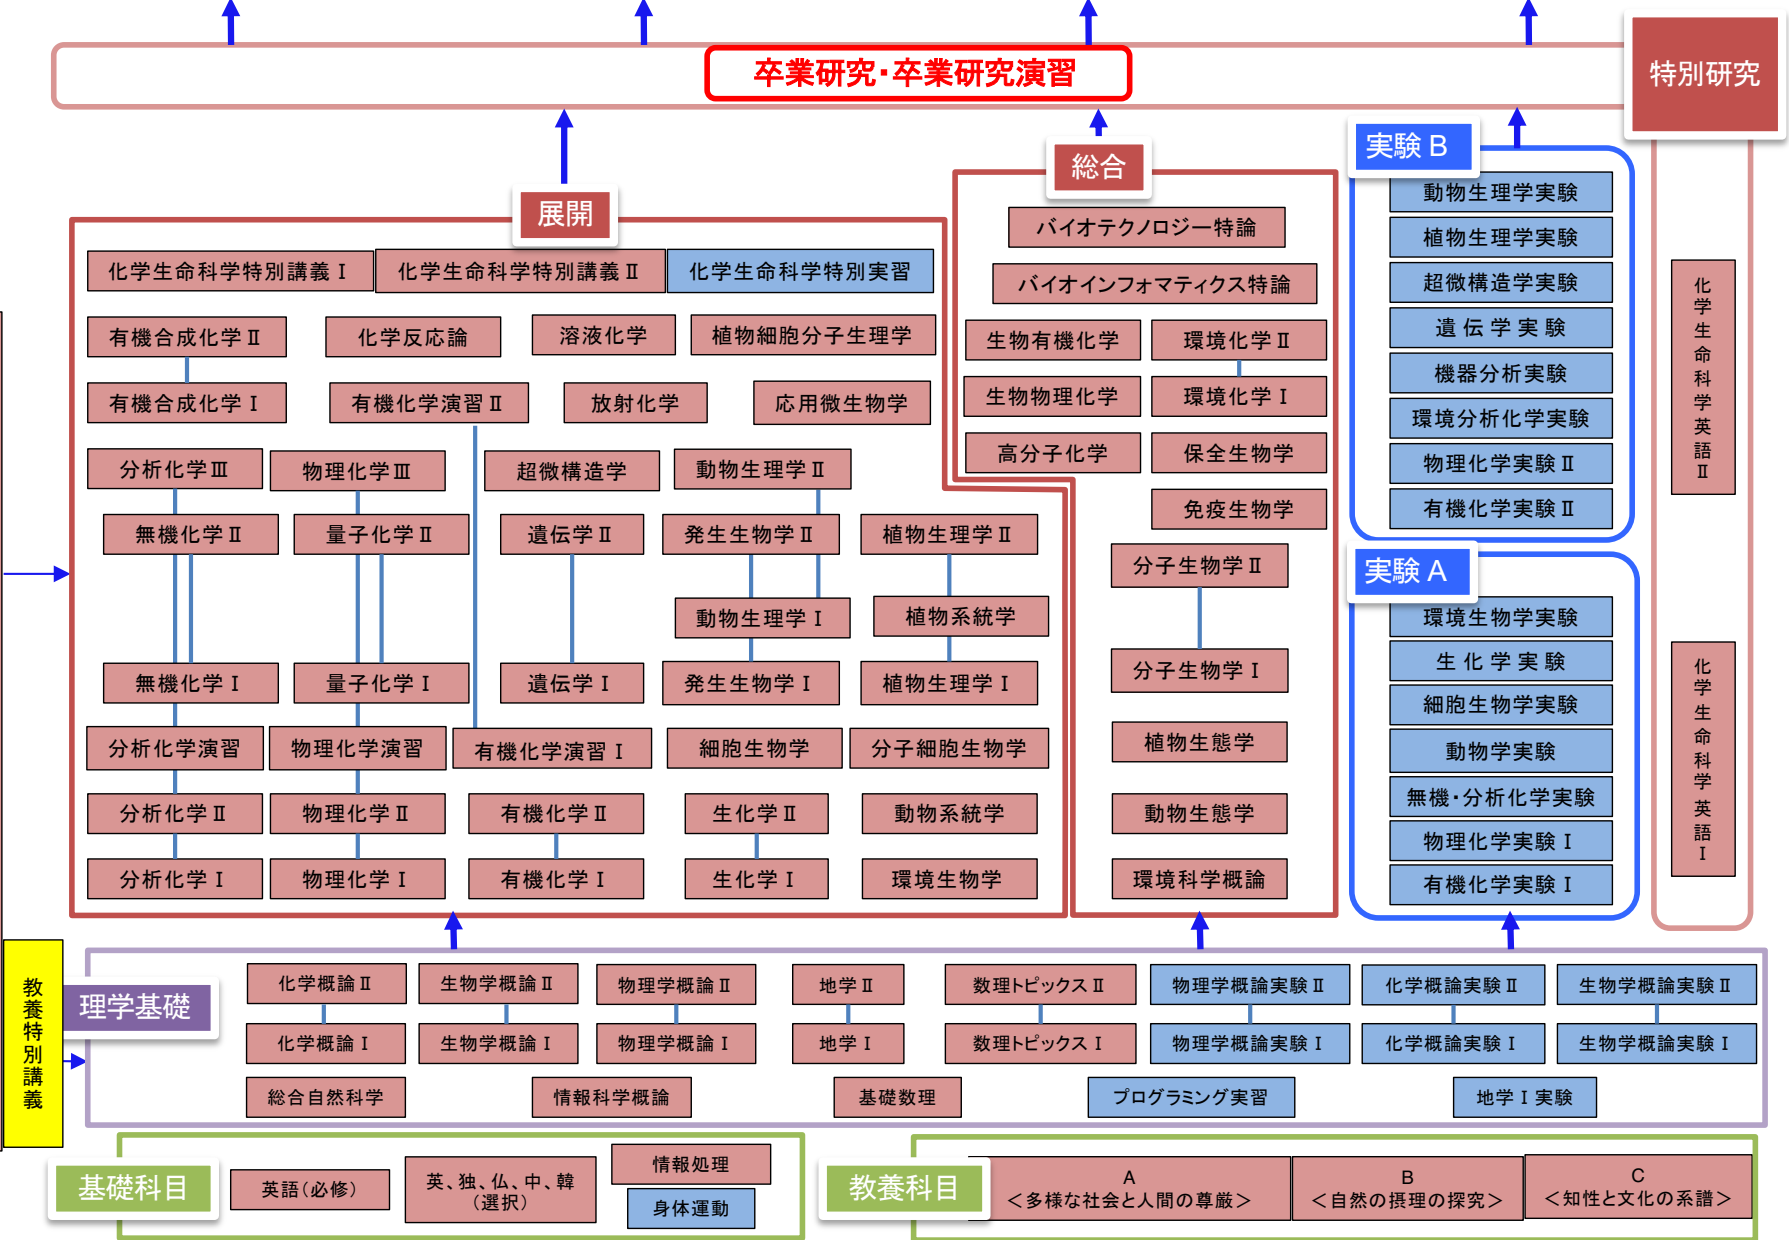 卒業研究・卒業研究演習
特別研究
展開
化学生命科学特別講義Ⅰ
化学生命科学特別講義Ⅱ
化学生命科学特別実習
有機合成化学Ⅱ
化学反応論
溶液化学
植物細胞分子生理学
有機合成化学Ⅰ
有機化学演習Ⅱ
放射化学
応用微生物学
分析化学Ⅲ
物理化学Ⅲ
超微構造学
動物生理学Ⅱ
無機化学Ⅱ
量子化学Ⅱ
遺伝学Ⅱ
発生生物学Ⅱ
植物生理学Ⅱ
動物生理学Ⅰ
植物系統学
無機化学Ⅰ
量子化学Ⅰ
遺伝学Ⅰ
発生生物学Ⅰ
植物生理学Ⅰ
分析化学演習
物理化学演習
有機化学演習Ⅰ
細胞生物学
分子細胞生物学
分析化学Ⅱ
物理化学Ⅱ
有機化学Ⅱ
生化学Ⅱ
動物系統学
分析化学Ⅰ
物理化学Ⅰ
有機化学Ⅰ
生化学Ⅰ
環境生物学
総合
バイオテクノロジー特論
バイオインフォマティクス特論
生物有機化学
環境化学Ⅱ
生物物理化学
環境化学Ⅰ
高分子化学
保全生物学
免疫生物学
分子生物学Ⅱ
分子生物学Ⅰ
植物生態学
動物生態学
環境科学概論
実験B
動物生理学実験
植物生理学実験
超微構造学実験
遺伝学実験
機器分析実験
環境分析化学実験
物理化学実験Ⅱ
有機化学実験Ⅱ
実験A
環境生物学実験
生化学実験
細胞生物学実験
動物学実験
無機・分析化学実験
物理化学実験Ⅰ
有機化学実験Ⅰ
化学生命科学英語Ⅱ
化学生命科学英語Ⅰ
教養特別講義
理学基礎
化学概論Ⅱ
生物学概論Ⅱ
物理学概論Ⅱ
地学Ⅱ
数理トピックスⅡ
物理学概論実験Ⅱ
化学概論実験Ⅱ
生物学概論実験Ⅱ
化学概論Ⅰ
生物学概論Ⅰ
物理学概論Ⅰ
地学Ⅰ
数理トピックスⅠ
物理学概論実験Ⅰ
化学概論実験Ⅰ
生物学概論実験Ⅰ
総合自然科学
情報科学概論
基礎数理
プログラミング実習
地学Ⅰ実験
基礎科目
英語(必修)
英、独、仏、中、韓
(選択)
情報処理
身体運動
教養科目
A
<多様な社会と人間の尊厳>
B
<自然の摂理の探究>
C
<知性と文化の系譜>